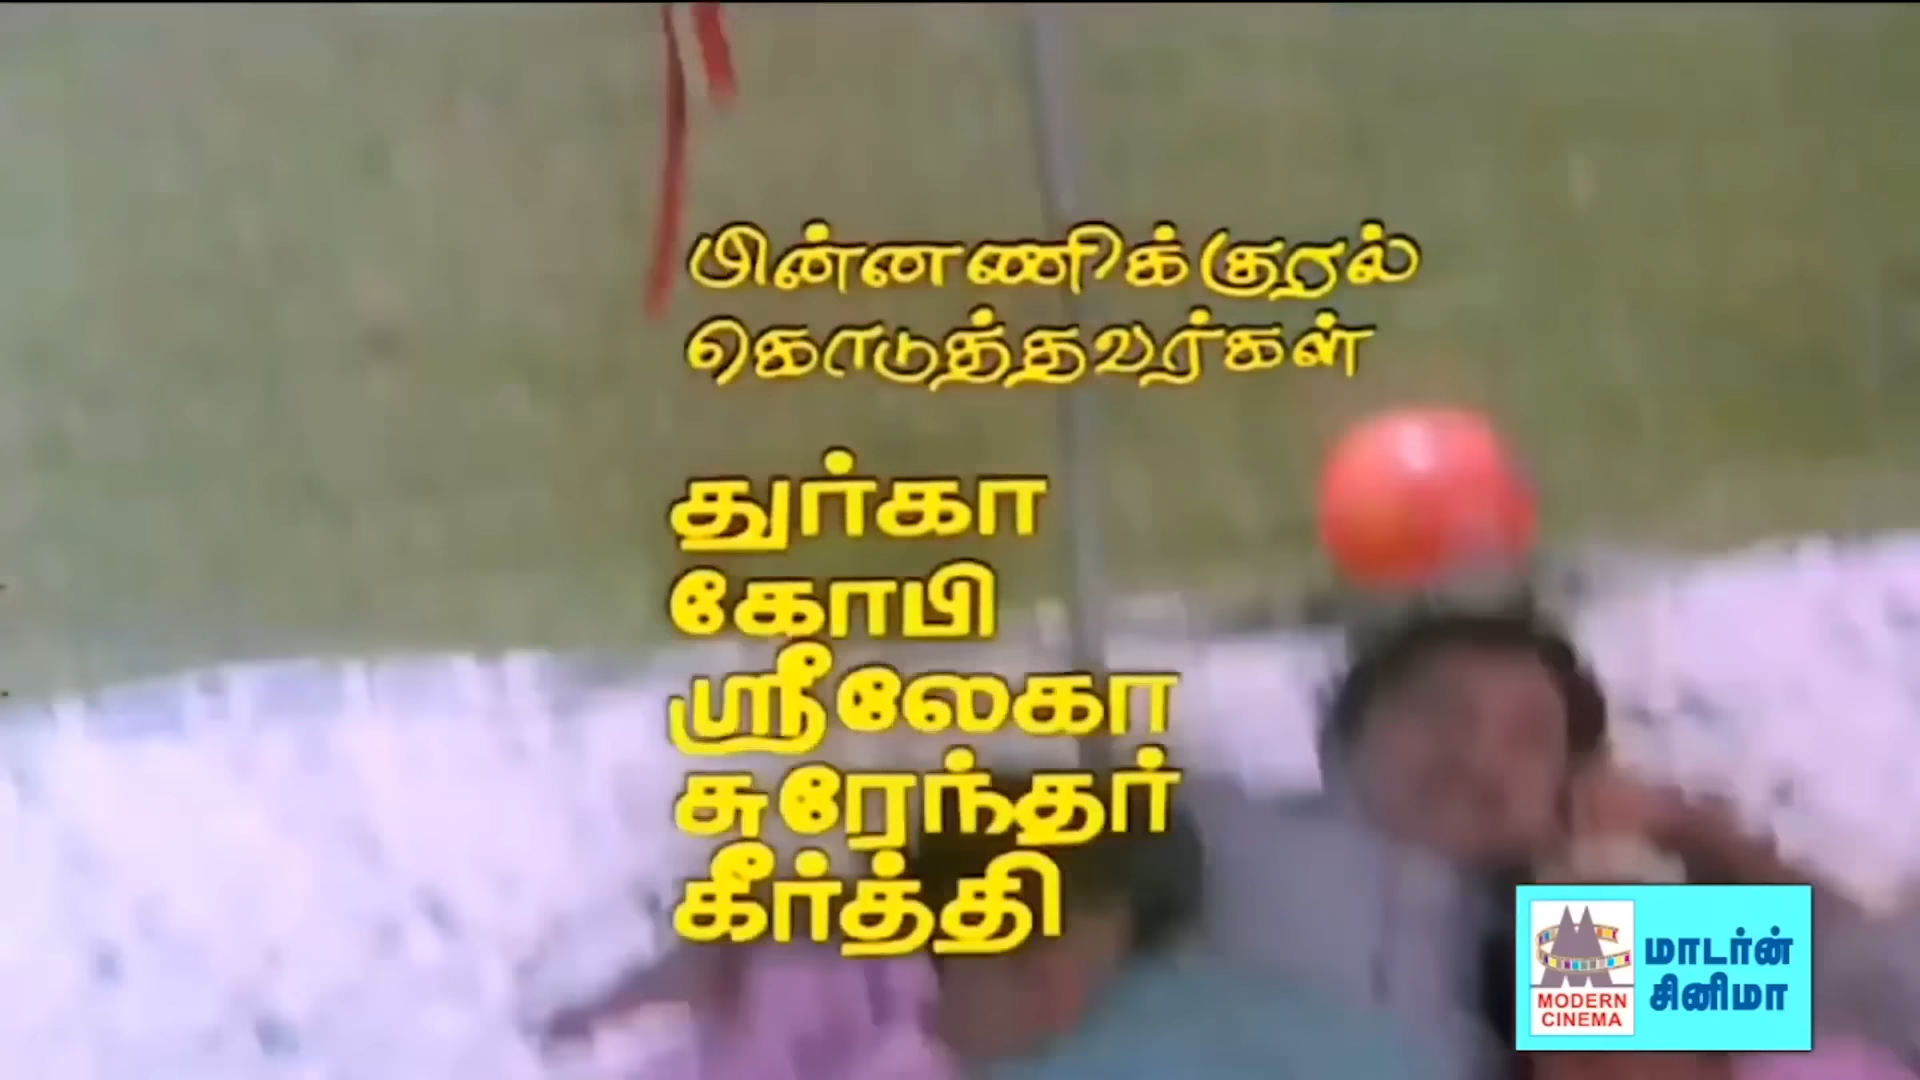 பின்னணிக்குரல்
கொடுத்தவர்கள்
துர்கா
கோபி
ஸ்ரீலேகா
சுரேந்தர்
கீர்த்தி
மாடர்ன்
சினிமா
MODERN
CINEMA